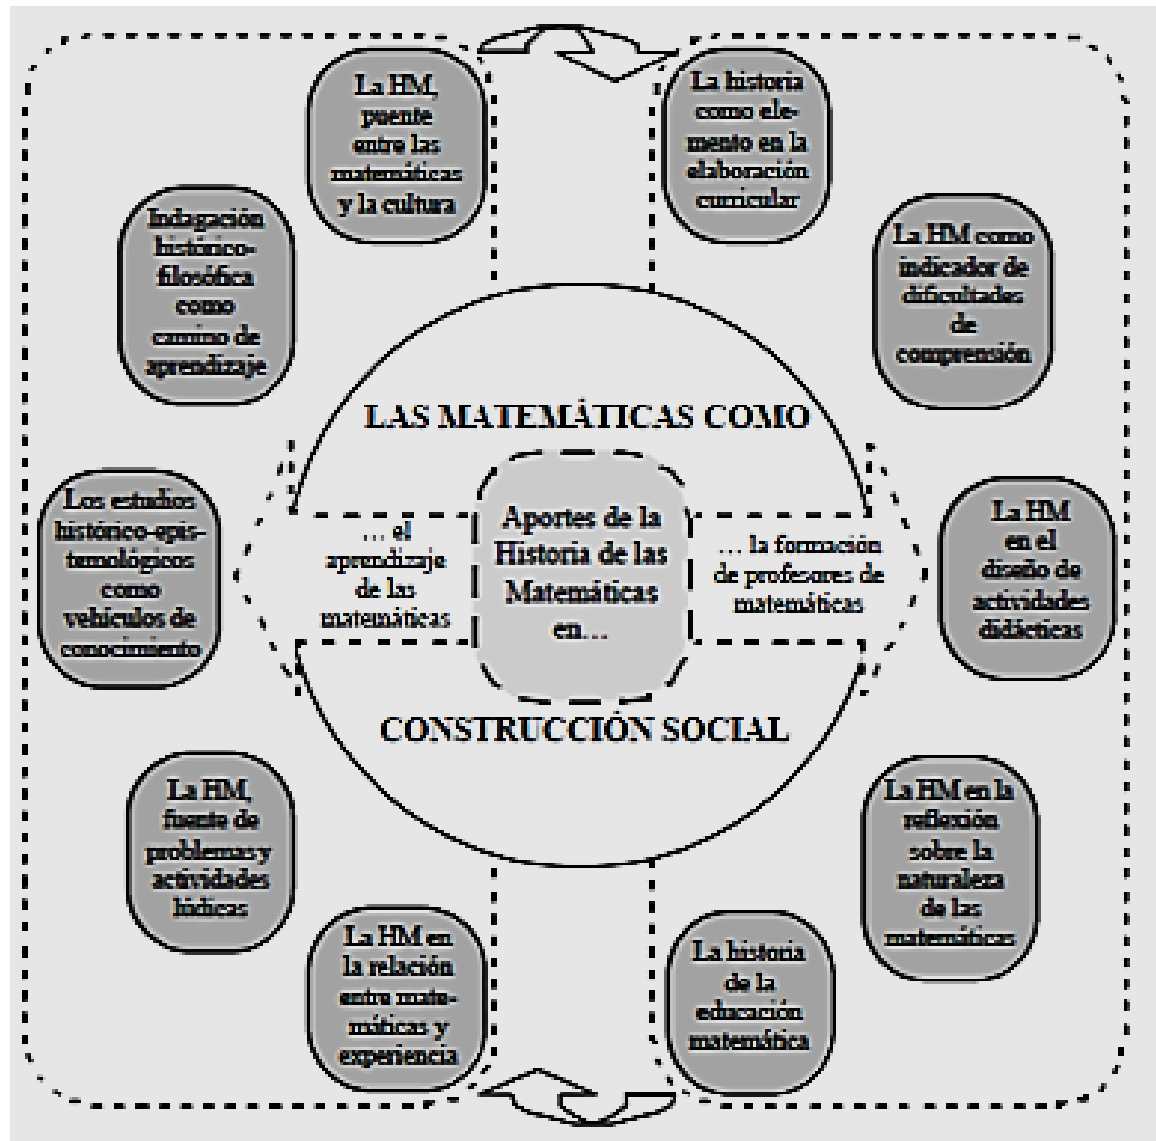 La HM,
puente
entre las
matemáticas
y la cultura
La historia
como ele-
mento en la
elaboración
curricular
Indagación
histórico-
filosófica
como
camino de
aprendizaje
La HM como
indicador de
dificultades
de
comprensión
LAS MATEMÁTICAS COMO
Los estudios
histórico-epis-
temológicos
como
vehículos de
conocimiento
... el
aprendizaje
de las
matemáticas
Aportes de la
Historia de las
Matemáticas
en...
... la formación
de profesores de
matemáticas
La HM
en el
diseño de
actividades
didácticas
CONSTRUCCIÓN SOCIAL
La HM,
fuente de
problemas y
actividades
lúdicas
La HM en la
reflexión
sobre la
naturaleza
de las
matemáticas
La HM en
la relación
entre mate-
máticas y
experiencia
La historia
de la
educación
matemática